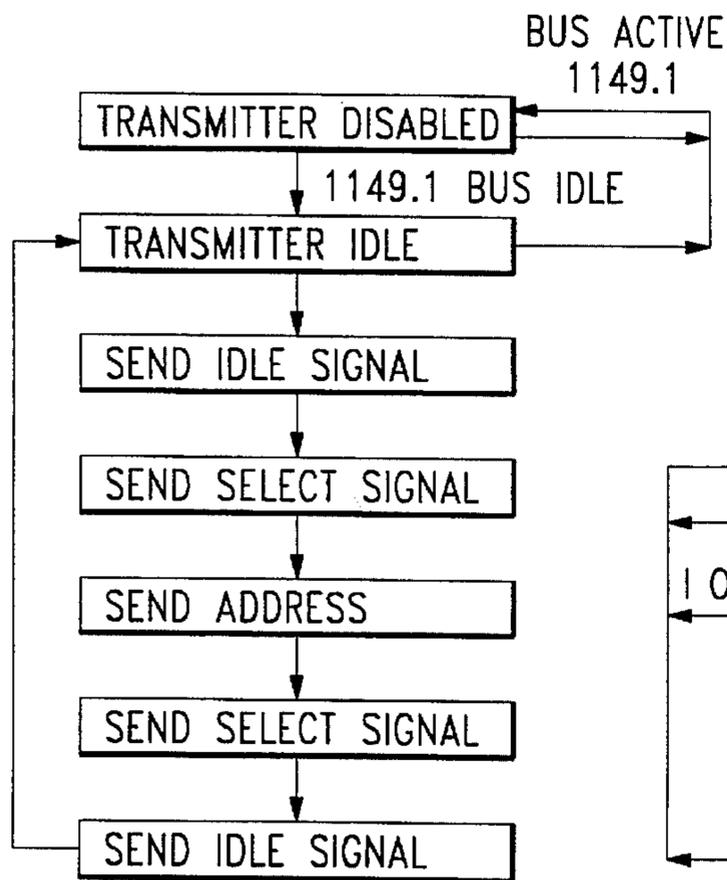 BUS ACTIVE
1149.1
TRANSMITTER DISABLED
1149.1 BUS IDLE
TRANSMITTER IDLE
SEND IDLE SIGNAL
SEND SELECT SIGNAL
SEND ADDRESS
I O
SEND SELECT SIGNAL
SEND IDLE SIGNAL